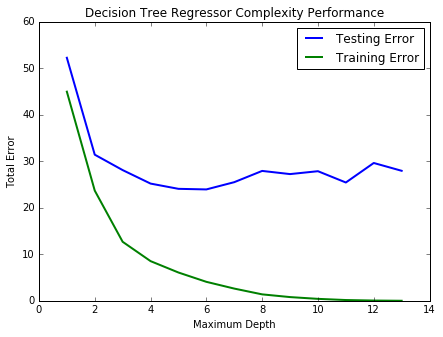 Decision Tree Regressor Complexity Performance
60
50
40
30
20
10
0
Total Error
Testing Error
Training Error
0 2 4 6 8 10 12 14
Maximum Depth